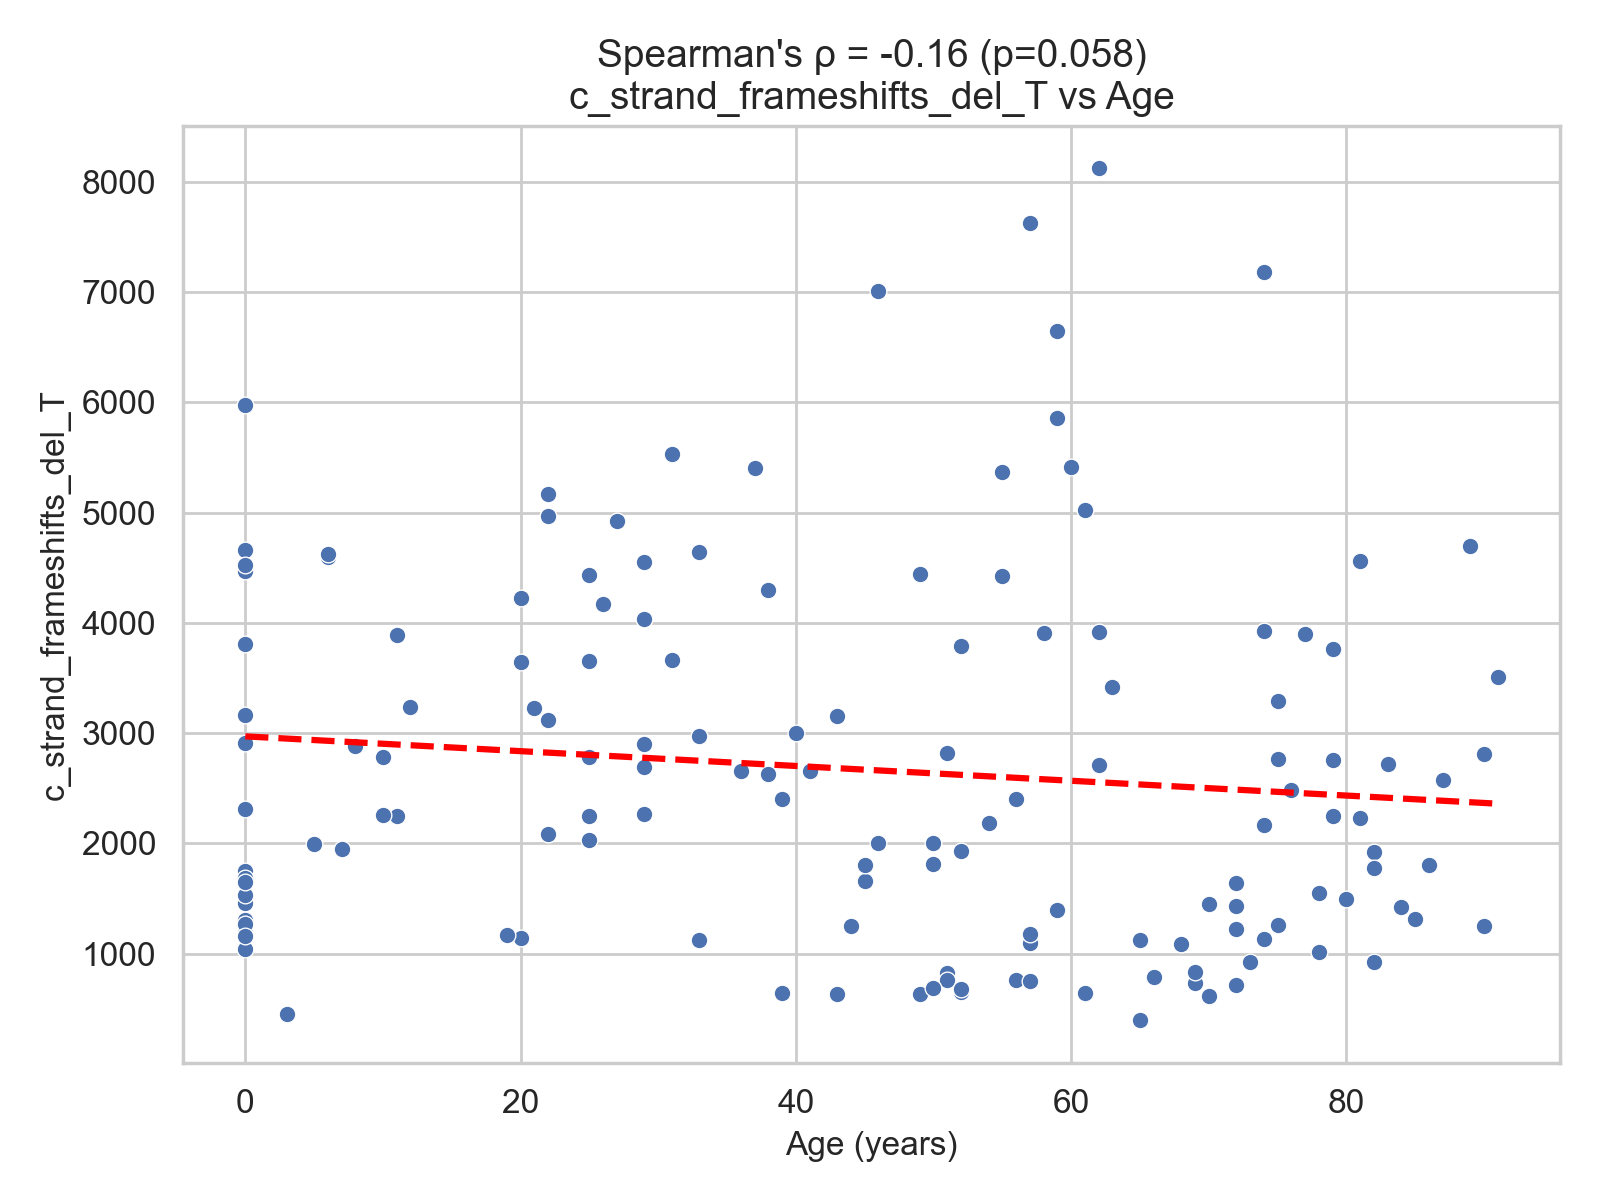 Spearman's ρ = -0.16 (p=0.058)
c_strand_frameshifts_del_T vs Age
8000
7000
6000
5000
4000
3000
2000
1000
c_strand_frameshifts_del_T
0 20 40 60 80
Age (years)